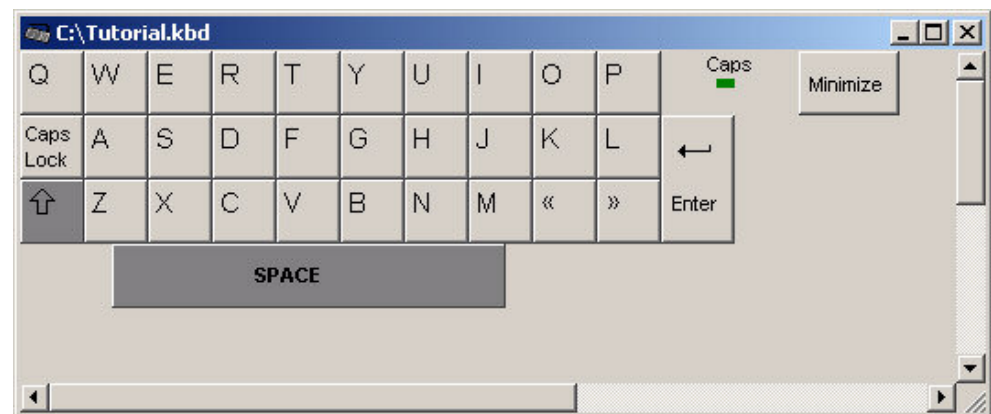 C:\Tutorial.kbd
Q W E R T Y U I O P Caps Minimize
Caps Lock A S D F G H J K L
Z X C V B N M « » Enter
SPACE